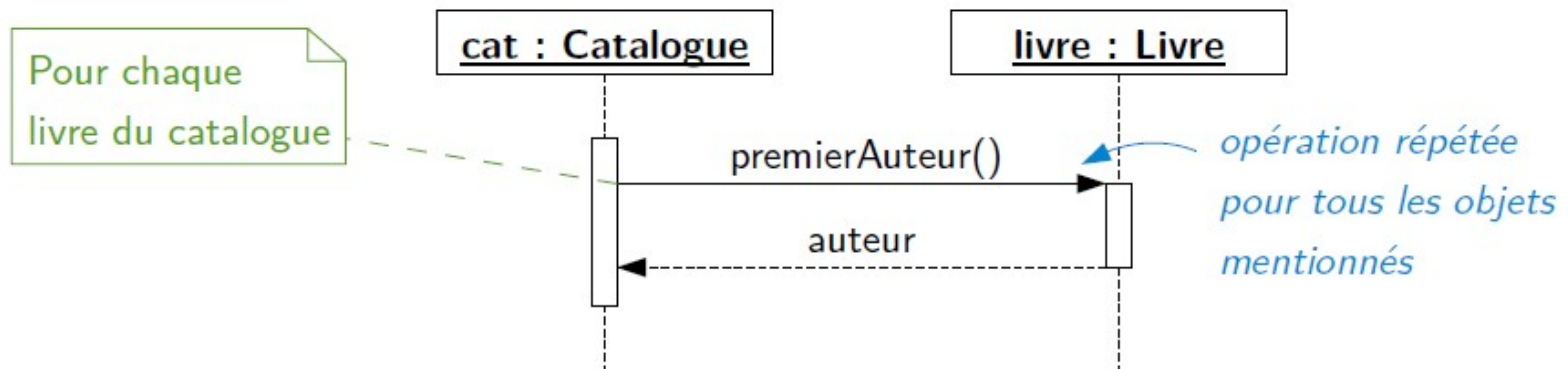 cat : Catalogue
livre : Livre
Pour chaque
livre du catalogue
premierAuteur()
auteur
opération répétée
pour tous les objets
mentionnés